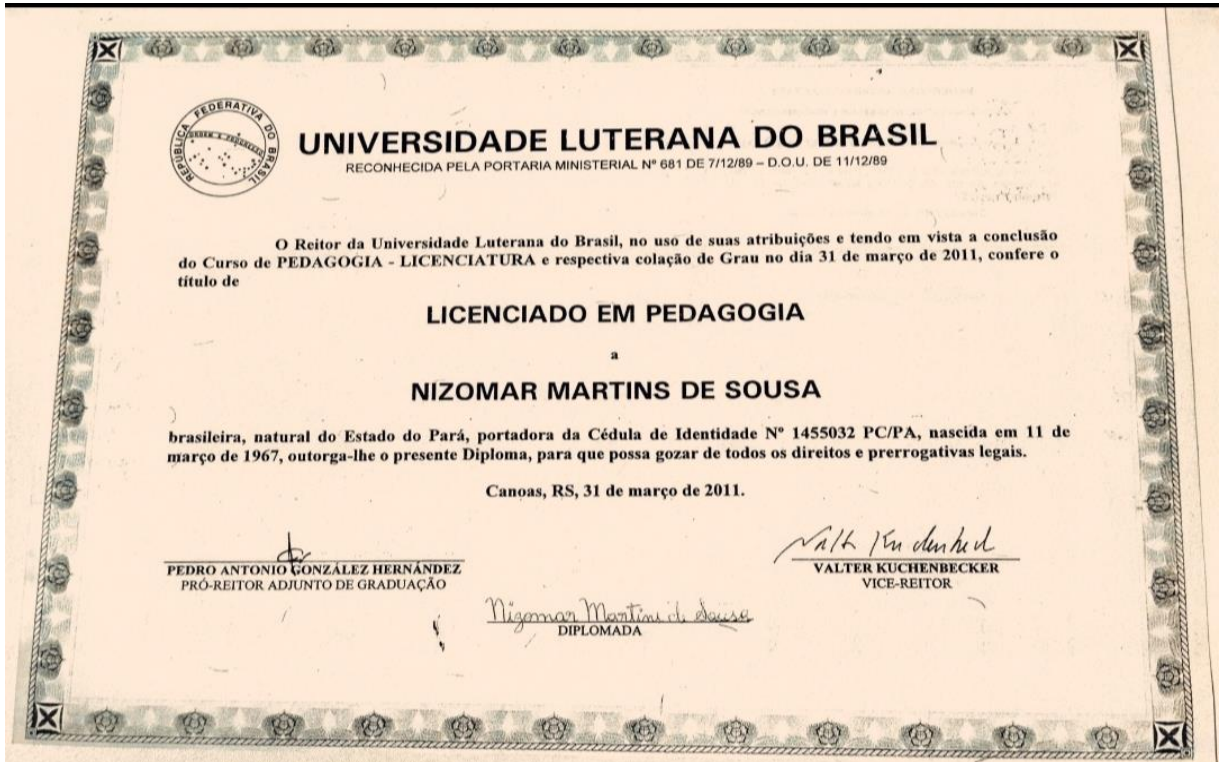 REPÚBLICA FEDERATIVA DO BRASIL
ORDEM E PROGRESSO
UNIVERSIDADE LUTERANA DO BRASIL
RECONHECIDA PELA PORTARIA MINISTERIAL Nº 681 DE 7/12/89 – D.O.U. DE 11/12/89
O Reitor da Universidade Luterana do Brasil, no uso de suas atribuições e tendo em vista a conclusão
do Curso de PEDAGOGIA - LICENCIATURA e respectiva colação de Grau no dia 31 de março de 2011, confere o
título de
LICENCIADO EM PEDAGOGIA
a
NIZOMAR MARTINS DE SOUSA
brasileira, natural do Estado do Pará, portadora da Cédula de Identidade Nº 1455032 PC/PA, nascida em 11 de
março de 1967, outorga-lhe o presente Diploma, para que possa gozar de todos os direitos e prerrogativas legais.
Canoas, RS, 31 de março de 2011.
PEDRO ANTONIO GONZÁLEZ HERNÁNDEZ
PRÓ-REITOR ADJUNTO DE GRADUAÇÃO
VALTER KUCHENBECKER
VICE-REITOR
Nizomar Martins de Sousa
DIPLOMADA